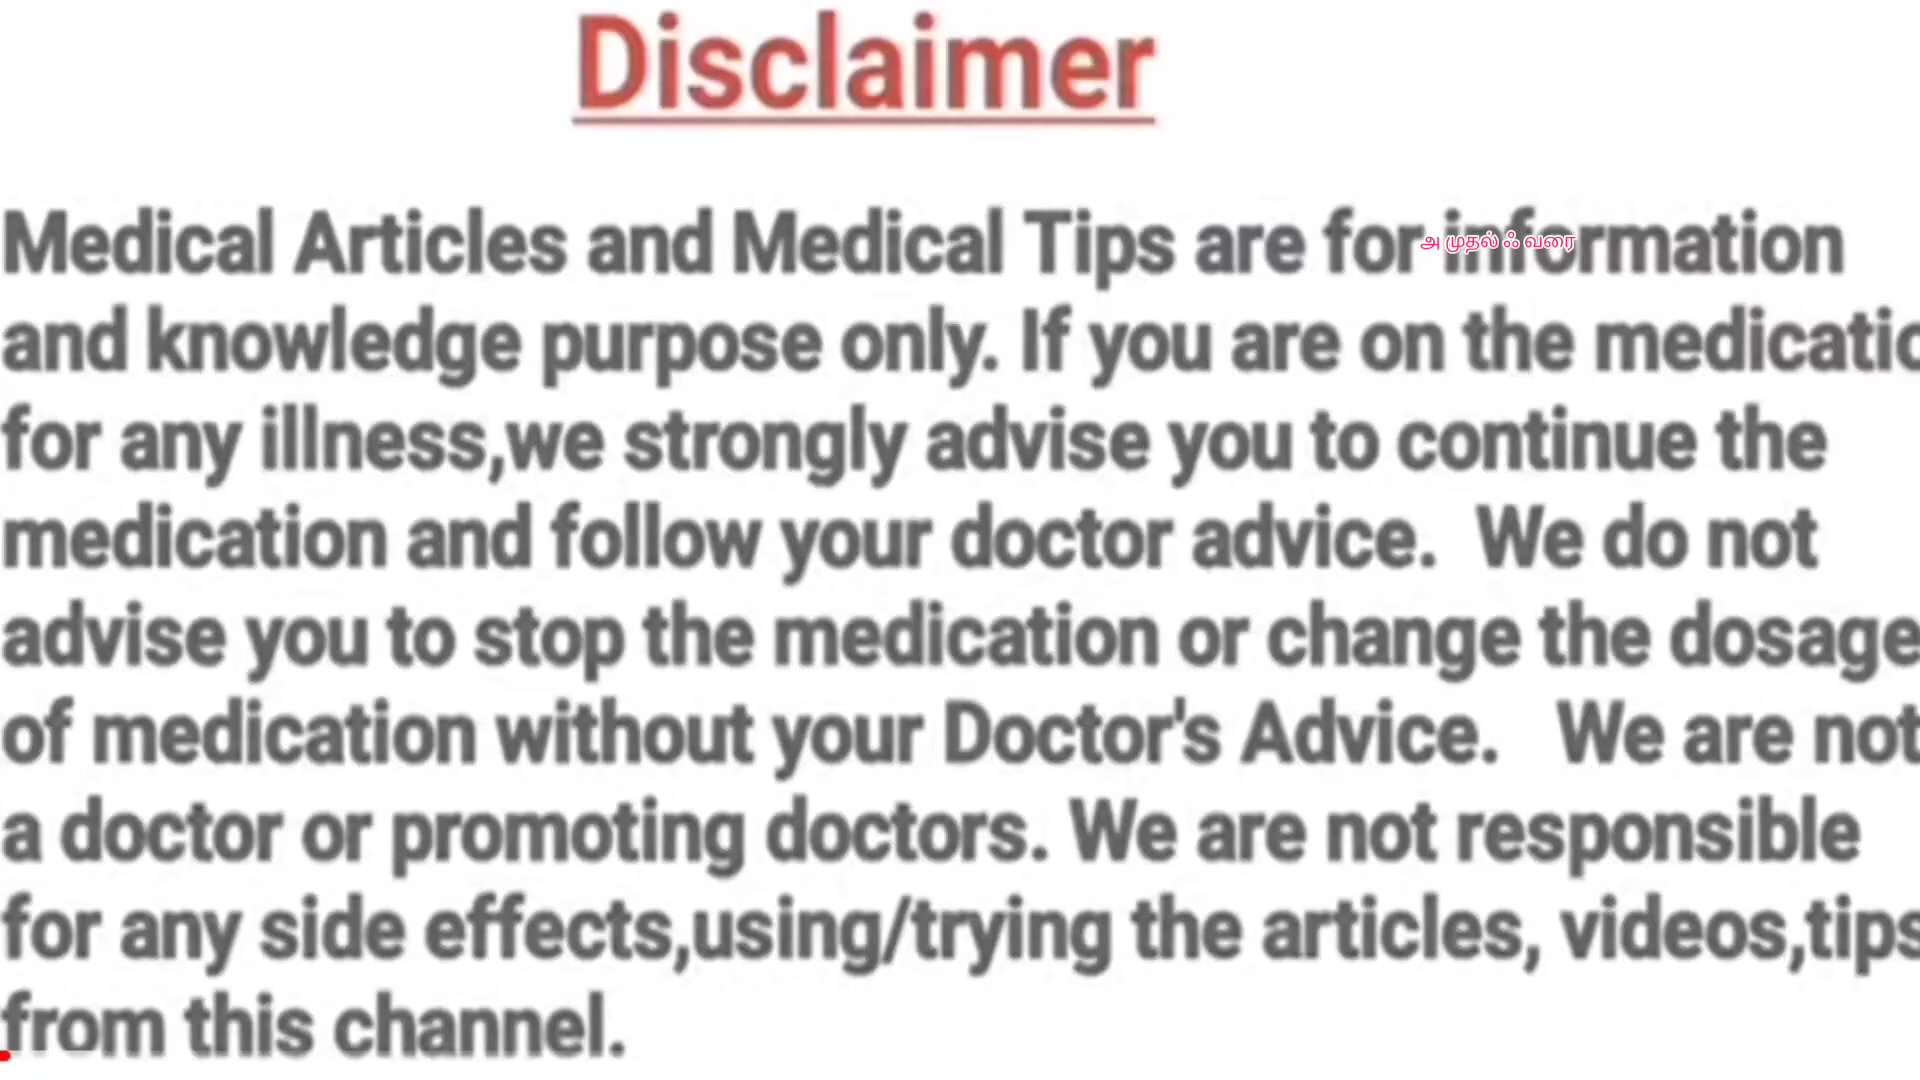 Disclaimer
Medical Articles and Medical Tips are for information
அ முதல் ஃ வரை
and knowledge purpose only. If you are on the medicatio
for any illness,we strongly advise you to continue the
medication and follow your doctor advice.  We do not
advise you to stop the medication or change the dosage
of medication without your Doctor's Advice.   We are not
a doctor or promoting doctors. We are not responsible
for any side effects,using/trying the articles, videos,tips
from this channel.